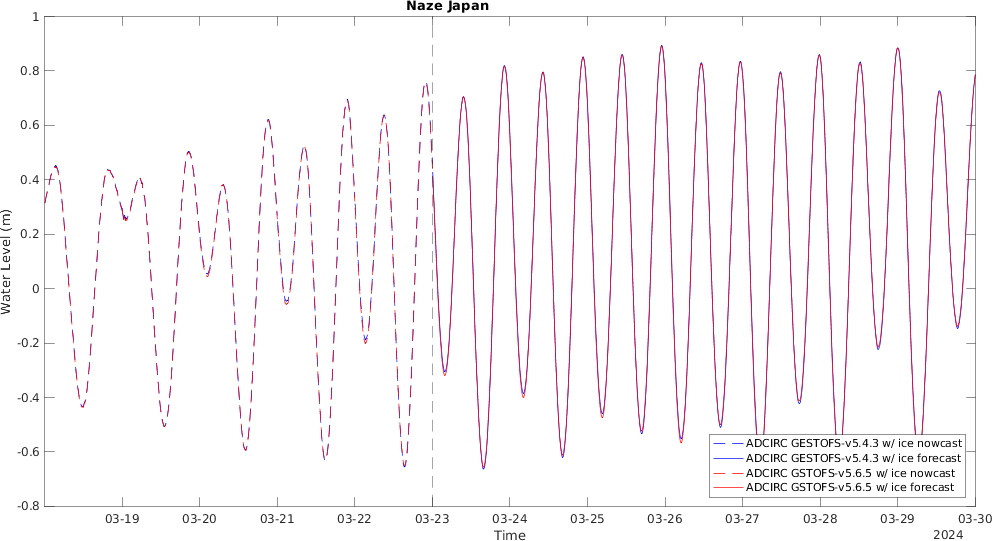 Naze Japan
1
0.8
0.6
0.4
0.2
0
-0.2
-0.4
-0.6
-0.8
Water Level (m)
ADCIRC GESTOFS-v5.4.3 w/ ice nowcast
ADCIRC GESTOFS-v5.4.3 w/ ice forecast
ADCIRC GSTOFS-v5.6.5 w/ ice nowcast
ADCIRC GSTOFS-v5.6.5 w/ ice forecast
03-19 03-20 03-21 03-22 03-23 03-24 03-25 03-26 03-27 03-28 03-29 03-30
Time
2024